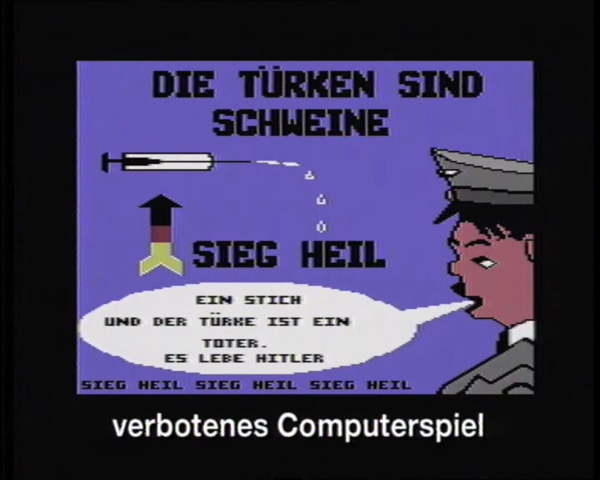 DIE TÜRKEN SIND
SCHWEINE
SIEG HEIL
EIN STICH
UND DER TÜRKE IST EIN
TOTER.
ES LEBE HITLER
SIEG HEIL SIEG HEIL SIEG HEIL
verbotenes Computerspiel